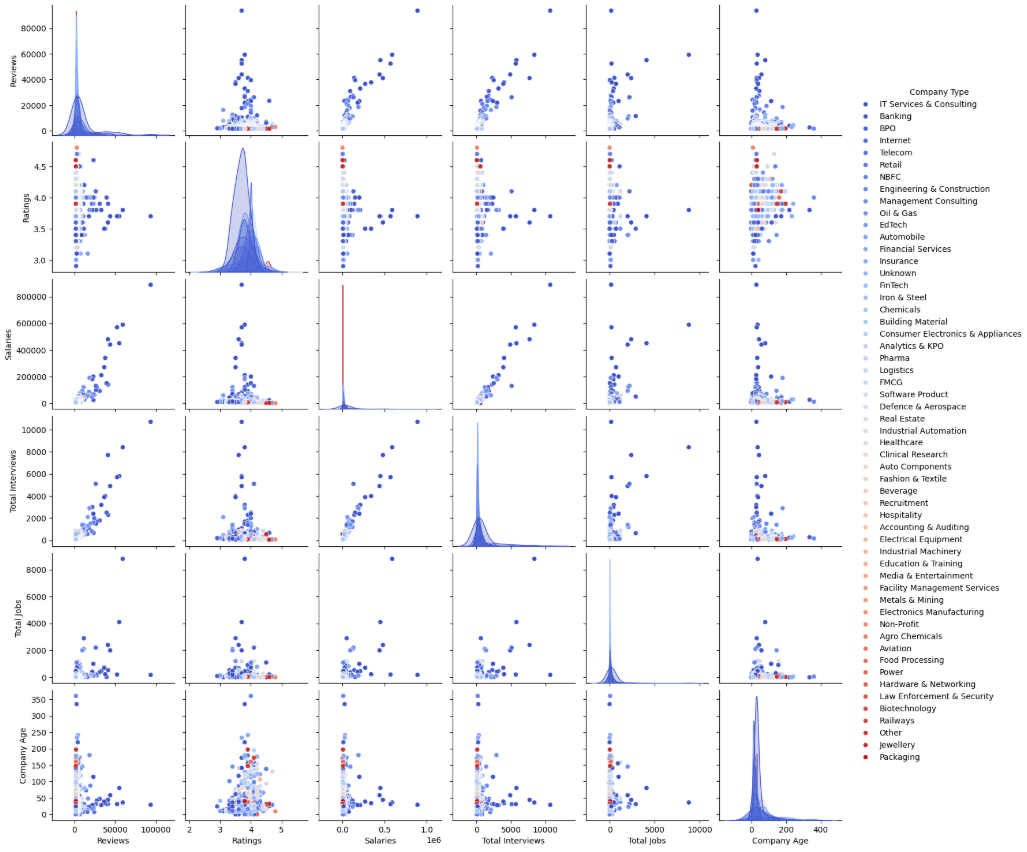 80000
60000
40000
20000
0
Reviews
4.5
4.0
3.5
3.0
Ratings
800000
600000
400000
200000
0
Salaries
10000
8000
6000
4000
2000
0
Total Interviews
8000
6000
4000
2000
0
Total Jobs
350
300
250
200
150
100
50
0
Company Age
0 50000 100000
Reviews
2 3 4 5
Ratings
0.0 0.5 1.0
1e6
Salaries
0 5000 10000
Total Interviews
0 5000 10000
Total Jobs
0 200 400
Company Age
Company Type
IT Services & Consulting
Banking
BPO
Internet
Telecom
Retail
NBFC
Engineering & Construction
Management Consulting
Oil & Gas
EdTech
Automobile
Financial Services
Insurance
Unknown
FinTech
Iron & Steel
Chemicals
Building Material
Consumer Electronics & Appliances
Analytics & KPO
Pharma
Logistics
FMCG
Software Product
Defence & Aerospace
Real Estate
Industrial Automation
Healthcare
Clinical Research
Auto Components
Fashion & Textile
Beverage
Recruitment
Hospitality
Accounting & Auditing
Electrical Equipment
Industrial Machinery
Education & Training
Media & Entertainment
Facility Management Services
Metals & Mining
Electronics Manufacturing
Non-Profit
Agro Chemicals
Aviation
Food Processing
Power
Hardware & Networking
Law Enforcement & Security
Biotechnology
Railways
Other
Jewellery
Packaging